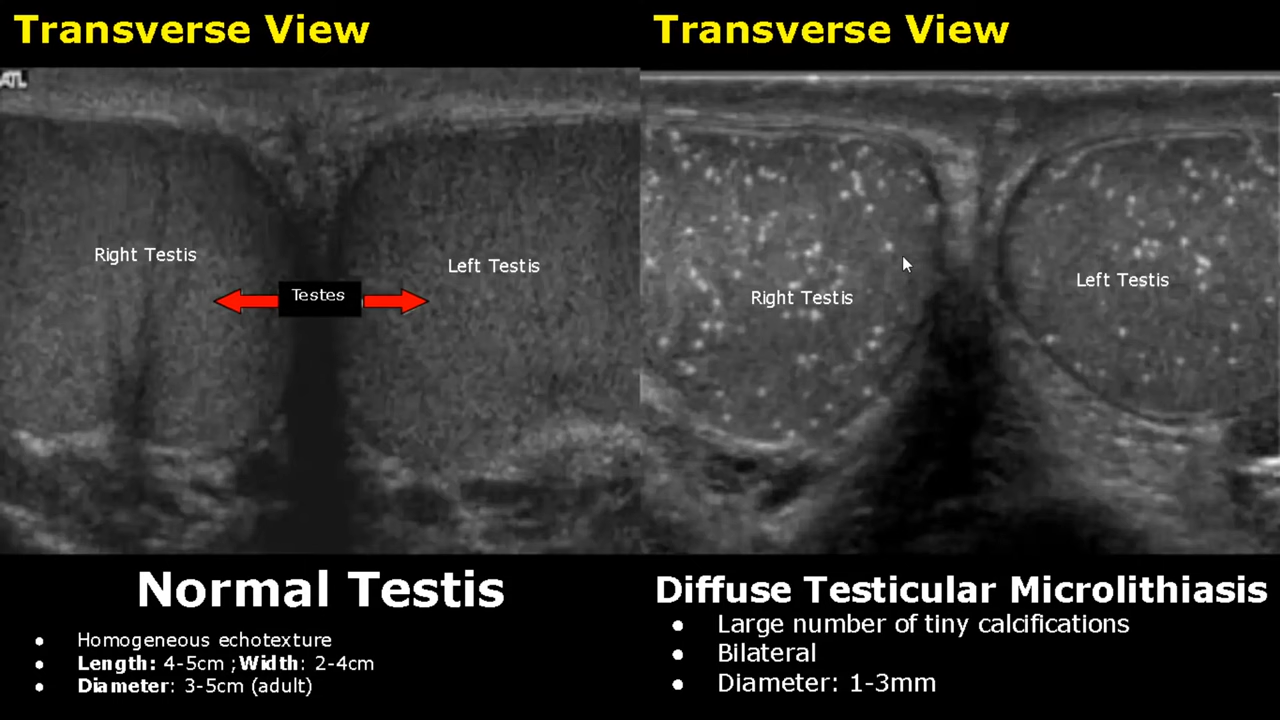 Transverse View
ATL
Right Testis
Left Testis
Testes
Normal Testis
• Homogeneous echotexture
• Length: 4-5cm ;Width: 2-4cm
• Diameter: 3-5cm (adult)
Transverse View
Right Testis
Left Testis
Diffuse Testicular Microlithiasis
• Large number of tiny calcifications
• Bilateral
• Diameter: 1-3mm